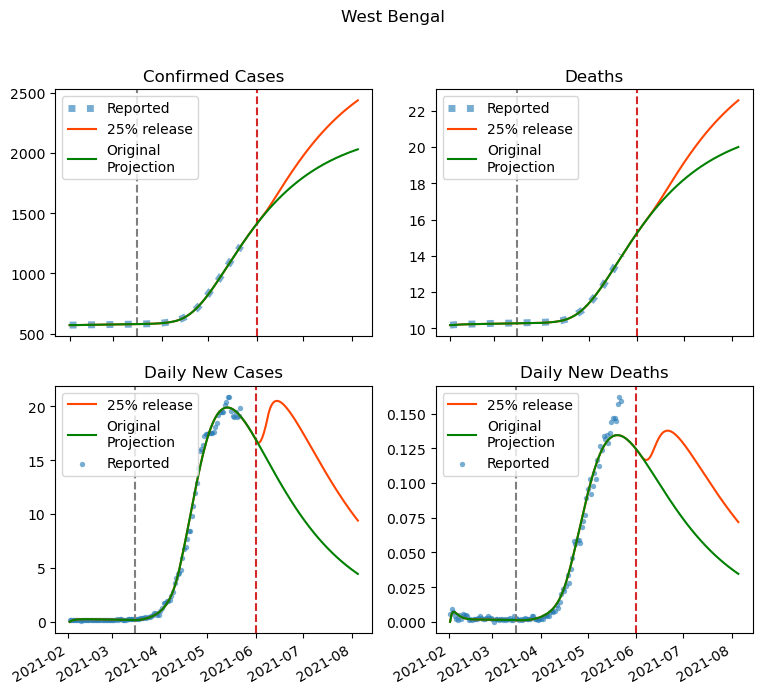 West Bengal
Confirmed Cases
Deaths
2500
2000
1500
1000
500
Reported
25% release
Original
Projection
22
20
18
16
14
12
10
Reported
25% release
Original
Projection
Daily New Cases
Daily New Deaths
20
15
10
5
0
25% release
Original
Projection
Reported
0.150
0.125
0.100
0.075
0.050
0.025
0.000
25% release
Original
Projection
Reported
2021-02
2021-03
2021-04
2021-05
2021-06
2021-07
2021-08
2021-02
2021-03
2021-04
2021-05
2021-06
2021-07
2021-08